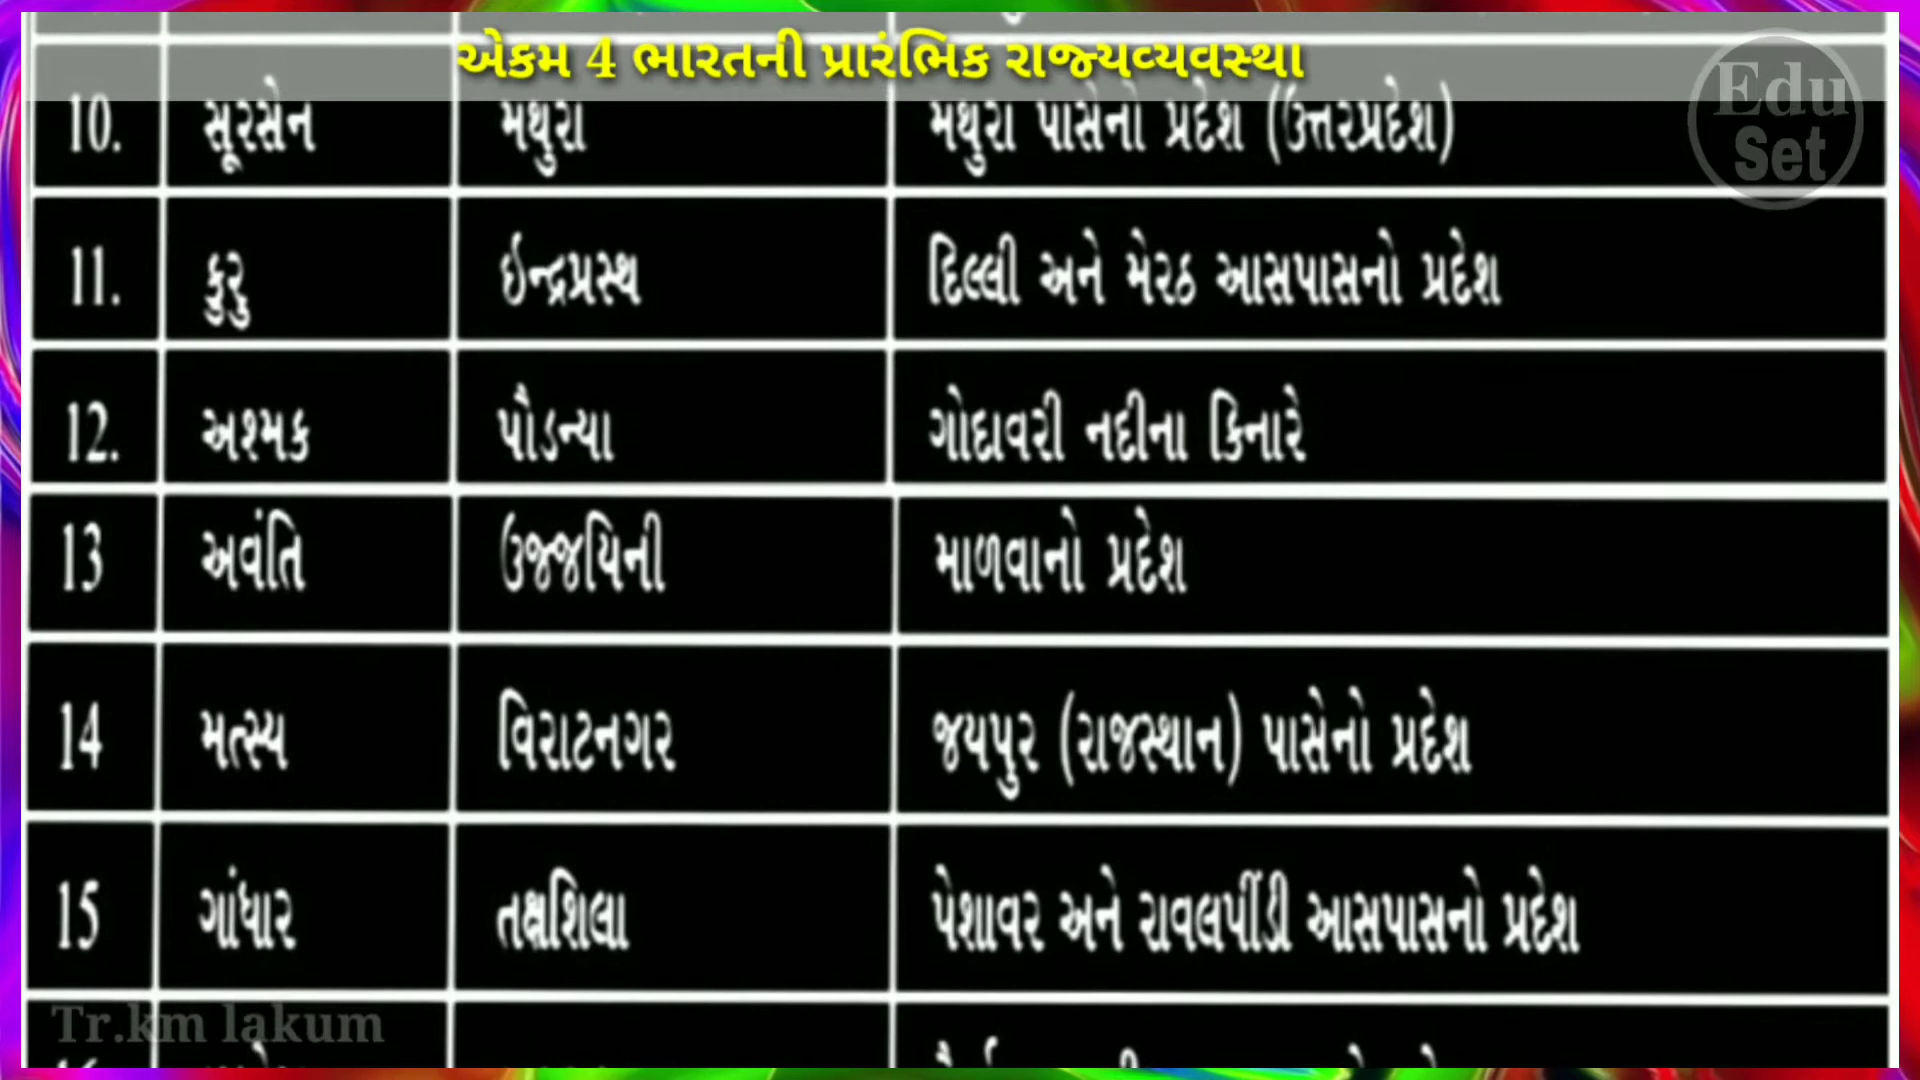 એકમ 4 ભારતની પ્રારંભિક રાજ્યવ્યવસ્થા
Edu
Set
10. સૂરસેન મથુરા મથુરા પાસેનો પ્રદેશ (ઉત્તરપ્રદેશ)
11. કુરુ ઇન્દ્રપ્રસ્થ દિલ્લી અને મેરઠ આસપાસનો પ્રદેશ
12. અશ્મક પૌડન્યા ગોદાવરી નદીના કિનારે
13 અવંતિ ઉજ્જયિની માળવાનો પ્રદેશ
14 મત્સ્ય વિરાટનગર જયપુર (રાજસ્થાન) પાસેનો પ્રદેશ
15 ગાંધાર તક્ષશિલા પેશાવર અને રાવલપીંડી આસપાસનો પ્રદેશ
Tr.km lakum